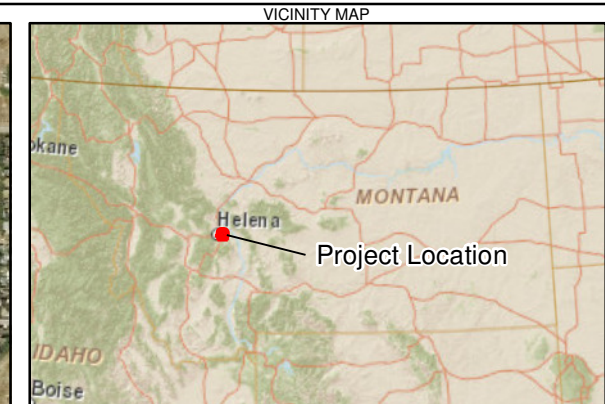 VICINITY MAP
okane
MONTANA
Helena
Project Location
IDAHO
Boise